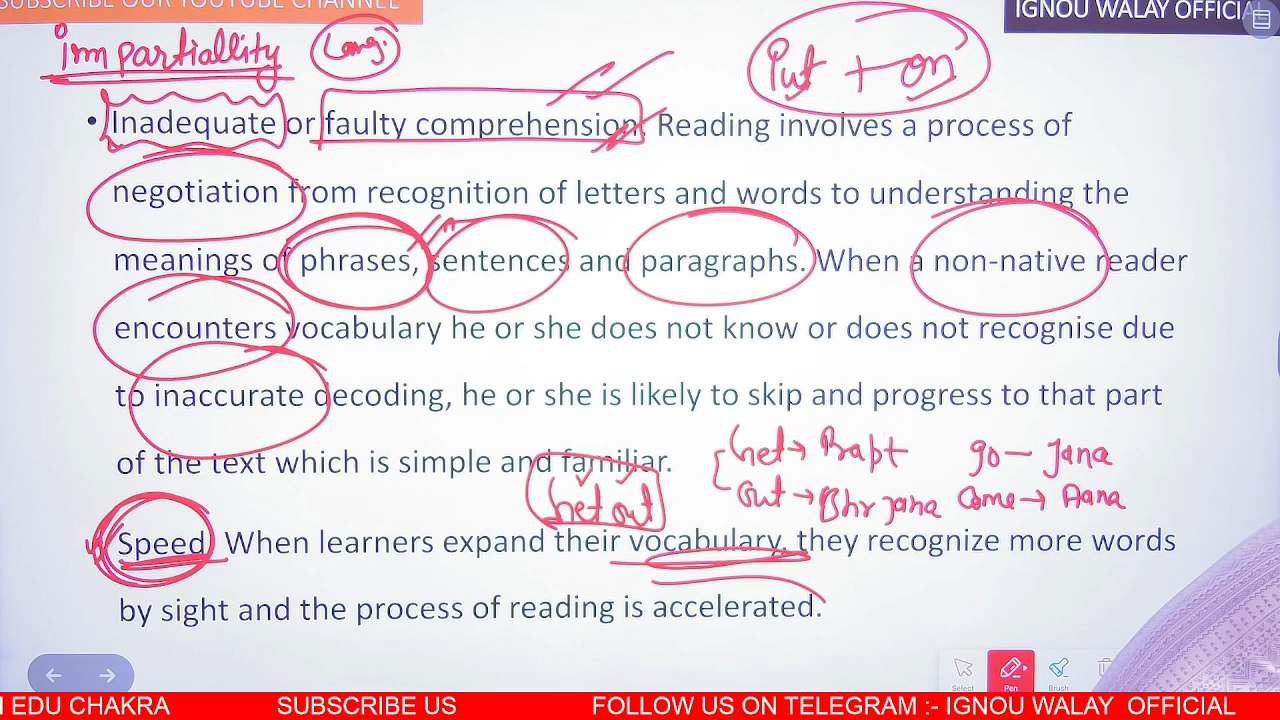 SUBSCRIBE OUR YOUTUBE CHANNEL
IGNOU WALAY OFFICIAL
impartiallity
Put + on
• Inadequate or faulty comprehension. Reading involves a process of
negotiation from recognition of letters and words to understanding the
meanings of phrases, sentences and paragraphs. When a non-native reader
encounters vocabulary he or she does not know or does not recognise due
to inaccurate decoding, he or she is likely to skip and progress to that part
of the text which is simple and familiar.
Get → Prapt go — Jana
Get out Out → Bhr jana Come → Aana
Speed. When learners expand their vocabulary, they recognize more words
by sight and the process of reading is accelerated.
Select Pen Brush
I EDU CHAKRA SUBSCRIBE US FOLLOW US ON TELEGRAM :- IGNOU WALAY OFFICIAL